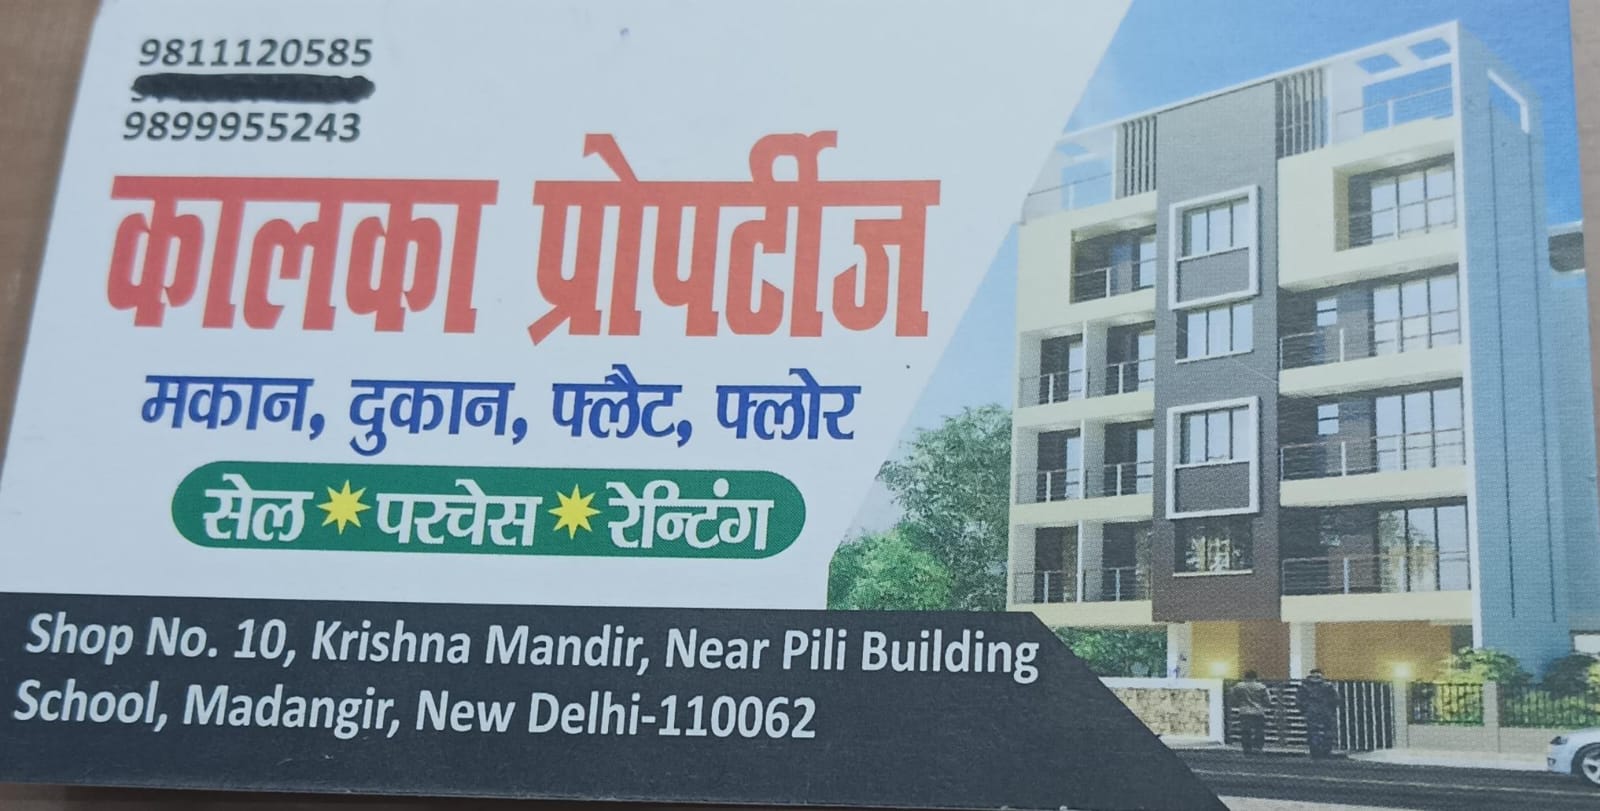 9811120585
9899955243
कालका प्रोपर्टीज
मकान, दुकान, फ्लैट, फ्लोर
सेल परचेस रेन्टिंग
Shop No. 10, Krishna Mandir, Near Pili Building
School, Madangir, New Delhi-110062